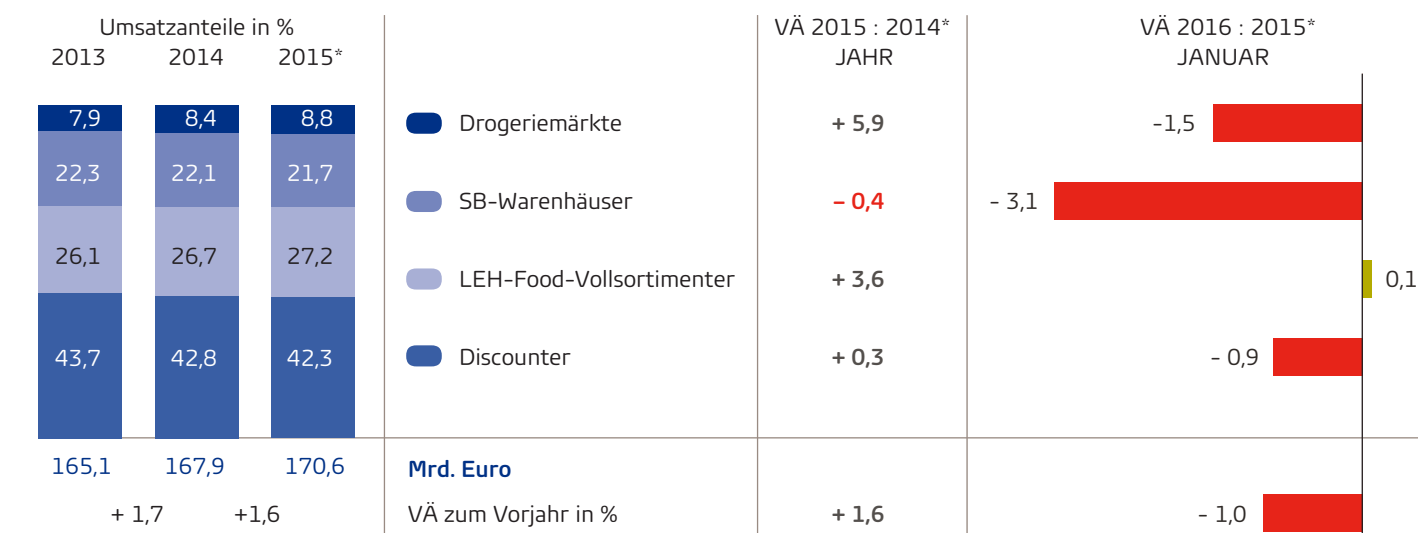 Umsatzanteile in %
2013 2014 2015*
VÄ 2015 : 2014*
JAHR
VÄ 2016 : 2015*
JANUAR
7,9 8,4 8,8 Drogeriemärkte + 5,9 -1,5
22,3 22,1 21,7 SB-Warenhäuser – 0,4 - 3,1
26,1 26,7 27,2 LEH-Food-Vollsortimenter + 3,6 0,1
43,7 42,8 42,3 Discounter + 0,3 - 0,9
165,1 167,9 170,6 Mrd. Euro
+ 1,7 +1,6 VÄ zum Vorjahr in % + 1,6 - 1,0